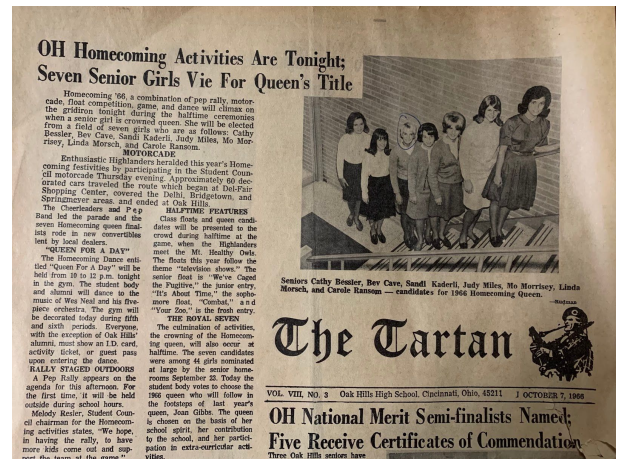 OH Homecoming Activities Are Tonight;
Seven Senior Girls Vie For Queen's Title
Homecoming '66, a combination of pep rally, motor-
cade, float competition, game, and dance will climax on
the gridiron tonight during the halftime ceremonies
when a senior girl is crowned queen. She will be elected
from a field of seven girls who are as follows: Cathy
Bessler, Bev Cave, Sandi Kaderli, Judy Miles, Mo Mor-
risey, Linda Morsch, and Carole Ransom.
MOTORCADE
Enthusiastic Highlanders heralded this year's Home-
coming festivities by participating in the Student Coun-
cil motorcade Thursday evening. Approximately 60 dec-
orated cars traveled the route which began at Del-Fair
Shopping Center, covered the Delhi, Bridgetown, and
Springmyer areas, and ended at Oak Hills.
The Cheerleaders and Pep
Band led the parade and the
seven Homecoming queen final-
ists rode in new convertibles
lent by local dealers.
"QUEEN FOR A DAY"
The Homecoming Dance enti-
tled "Queen For A Day" will be
held from 10 to 12 p.m. tonight
in the gym. The student body
and alumni will dance to the
music of Wes Neal and his five-
piece orchestra. The gym will
be decorated today during fifth
and sixth periods. Everyone,
with the exception of Oak Hills'
alumni, must show an I.D. card,
activity ticket, or guest pass
upon entering the dance.
RALLY STAGED OUTDOORS
A Pep Rally appears on the
agenda for this afternoon. For
the first time, it will be held
outside during school hours.
Melody Resler, Student Coun-
cil chairman for the Homecom-
ing activities states, "We hope,
in having the rally, to have
more kids come out and sup-
port the team at the game."
HALFTIME FEATURES
Class floats and queen candi-
dates will be presented to the
crowd during halftime at the
game, when the Highlanders
meet the Mt. Healthy Owls.
The floats this year follow the
theme "television shows." The
senior float is "We've Caged
the Fugitive," the junior entry,
"It's About Time," the sopho-
more float, "Combat," and
"Your Zoo," in the frosh entry.
THE ROYAL SEVEN
The culmination of activities,
the crowning of the Homecom-
ing queen, will also occur at
halftime. The seven candidates
were among 44 girls nominated
at large by the senior home-
rooms September 23. Today the
student body votes to choose the
1966 queen who will follow in
the footsteps of last year's
queen, Joan Gibbs. The queen
is chosen on the basis of her
school spirit, her contribution
to the school, and her partici-
pation in extra-curricular acti-
vities.
Seniors Cathy Bessler, Bev Cave, Sandi Kaderli, Judy Miles, Mo Morrisey, Linda
Morsch, and Carole Ransom — candidates for 1966 Homecoming Queen.
The Tartan
VOL. VIII, NO. 3 Oak Hills High School, Cincinnati, Ohio, 45211 OCTOBER 7, 1966
OH National Merit Semi-finalists Named;
Five Receive Certificates of Commendation
Three Oak Hills seniors have